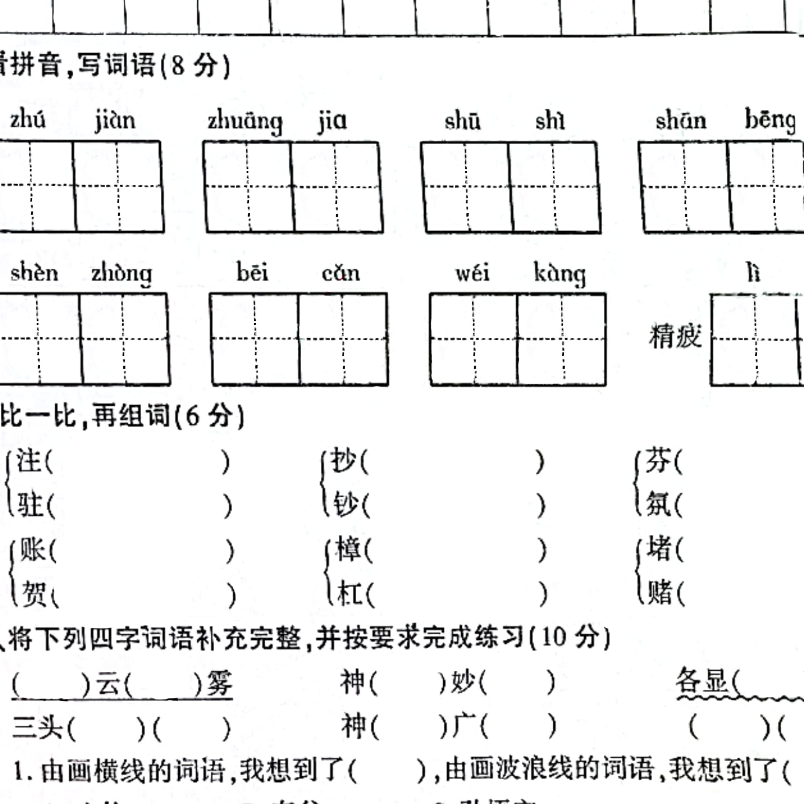 看拼音,写词语(8分)
zhú jiàn zhuāng jia shū shì shān bēng
shèn zhòng bēi cǎn wéi kàng lì
精疲
比一比,再组词(6分)
注( ) 抄( ) 芬(
驻( ) 钞( ) 氛(
账( ) 樟( ) 堵(
贺( ) 杠( ) 赌(
、将下列四字词语补充完整,并按要求完成练习(10分)
( )云( )雾 神( )妙( ) 各显(
三头( )( ) 神( )广( ) ( )(
1.由画横线的词语,我想到了( ),由画波浪线的词语,我想到了(